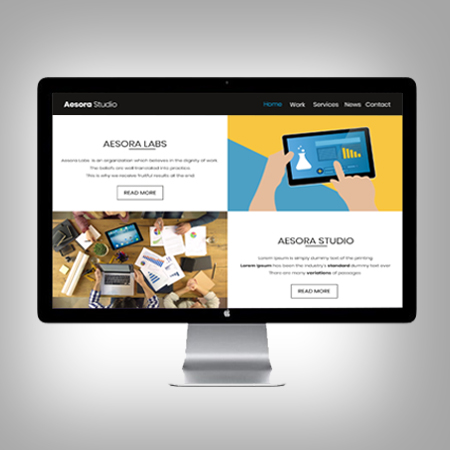 Aesora Studio
Home Work Services News Contact
AESORA LABS
Aesora Labs is an organization which believes in the dignity of work
The beliefs are well translated into practice
This is why we receive fruitful results all the end.
READ MORE
AESORA STUDIO
Lorem Ipsum is simply dummy text of the printing
Lorem Ipsum has been the industry's standard dummy text ever
There are many variations of passages
READ MORE